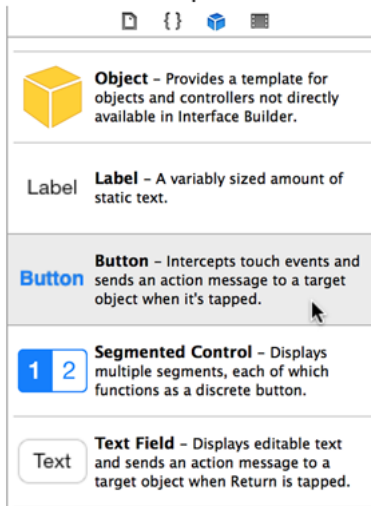 { }
Object – Provides a template for
objects and controllers not directly
available in Interface Builder.
Label
Label – A variably sized amount of
static text.
Button
Button – Intercepts touch events and
sends an action message to a target
object when it's tapped.
1 2
Segmented Control – Displays
multiple segments, each of which
functions as a discrete button.
Text
Text Field – Displays editable text
and sends an action message to a
target object when Return is tapped.